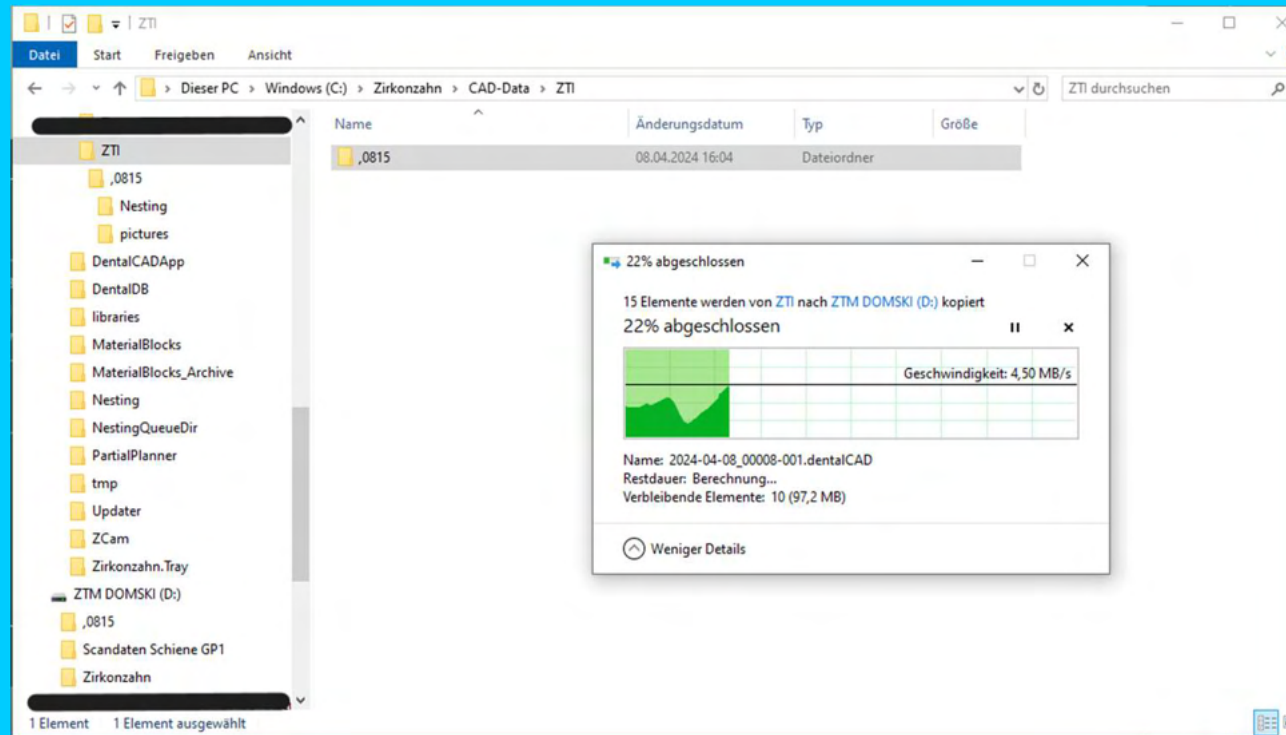 ZTI
Datei Start Freigeben Ansicht
Dieser PC > Windows (C:) > Zirkonzahn > CAD-Data > ZTI
ZTI durchsuchen
ZTI
,0815
Nesting
pictures
DentalCADApp
DentalDB
libraries
MaterialBlocks
MaterialBlocks_Archive
Nesting
NestingQueueDir
PartialPlanner
tmp
Updater
ZCam
Zirkonzahn.Tray
ZTM DOMSKI (D:)
,0815
Scandaten Schiene GP1
Zirkonzahn
Name Änderungsdatum Typ Größe
,0815 08.04.2024 16:04 Dateiordner
22% abgeschlossen
15 Elemente werden von ZTI nach ZTM DOMSKI (D:) kopiert
22% abgeschlossen
Geschwindigkeit: 4,50 MB/s
Name: 2024-04-08_00008-001.dentalCAD
Restdauer: Berechnung...
Verbleibende Elemente: 10 (97,2 MB)
Weniger Details
1 Element 1 Element ausgewählt